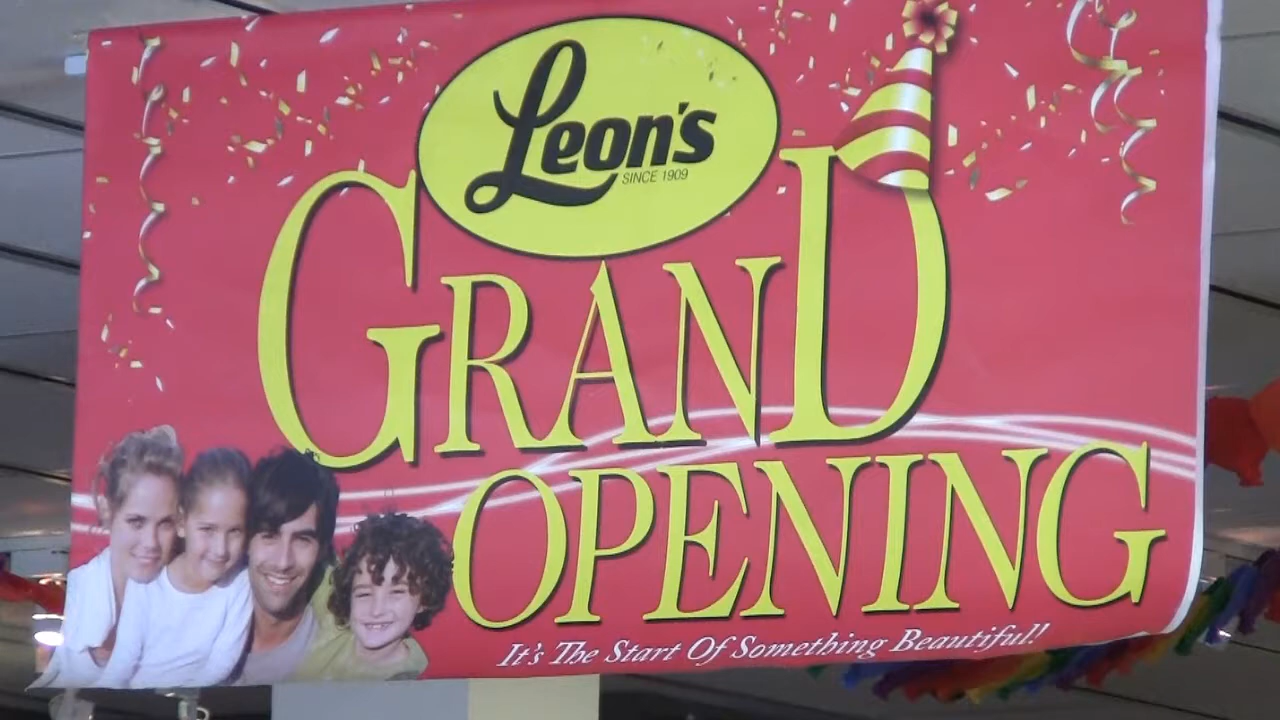 Leon's
SINCE 1909
GRAND
OPENING
It's The Start Of Something Beautiful!